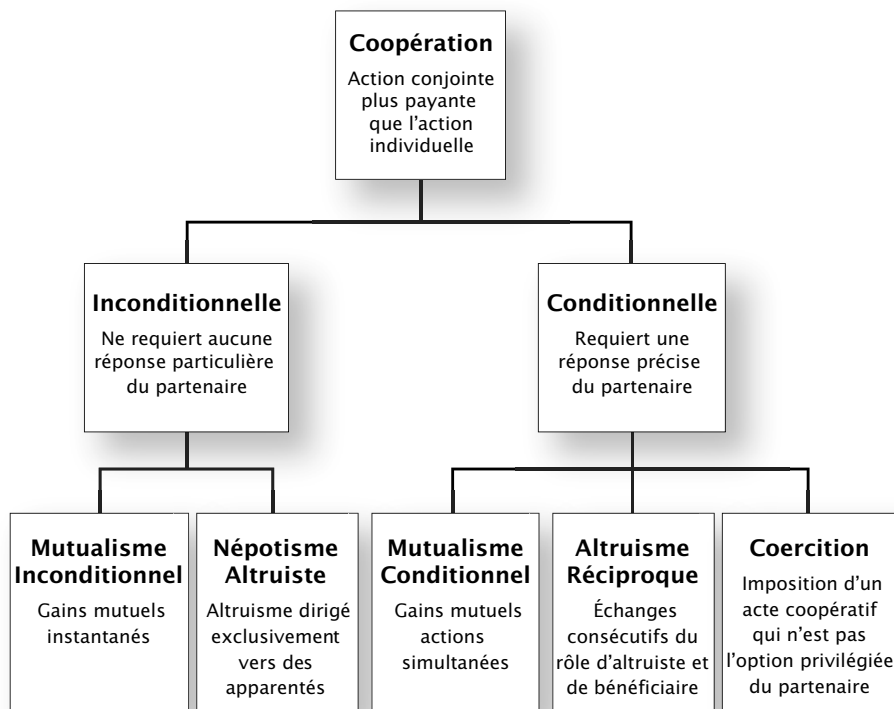 Coopération
Action conjointe
plus payante
que l'action
individuelle
Inconditionnelle
Ne requiert aucune
réponse particulière
du partenaire
Conditionnelle
Requiert une
réponse précise
du partenaire
Mutualisme
Inconditionnel
Gains mutuels
instantanés
Népotisme
Altruiste
Altruisme dirigé
exclusivement
vers des
apparentés
Mutualisme
Conditionnel
Gains mutuels
actions
simultanées
Altruisme
Réciproque
Échanges
consécutifs du
rôle d'altruiste et
de bénéficiaire
Coercition
Imposition d'un
acte coopératif
qui n'est pas
l'option privilégiée
du partenaire